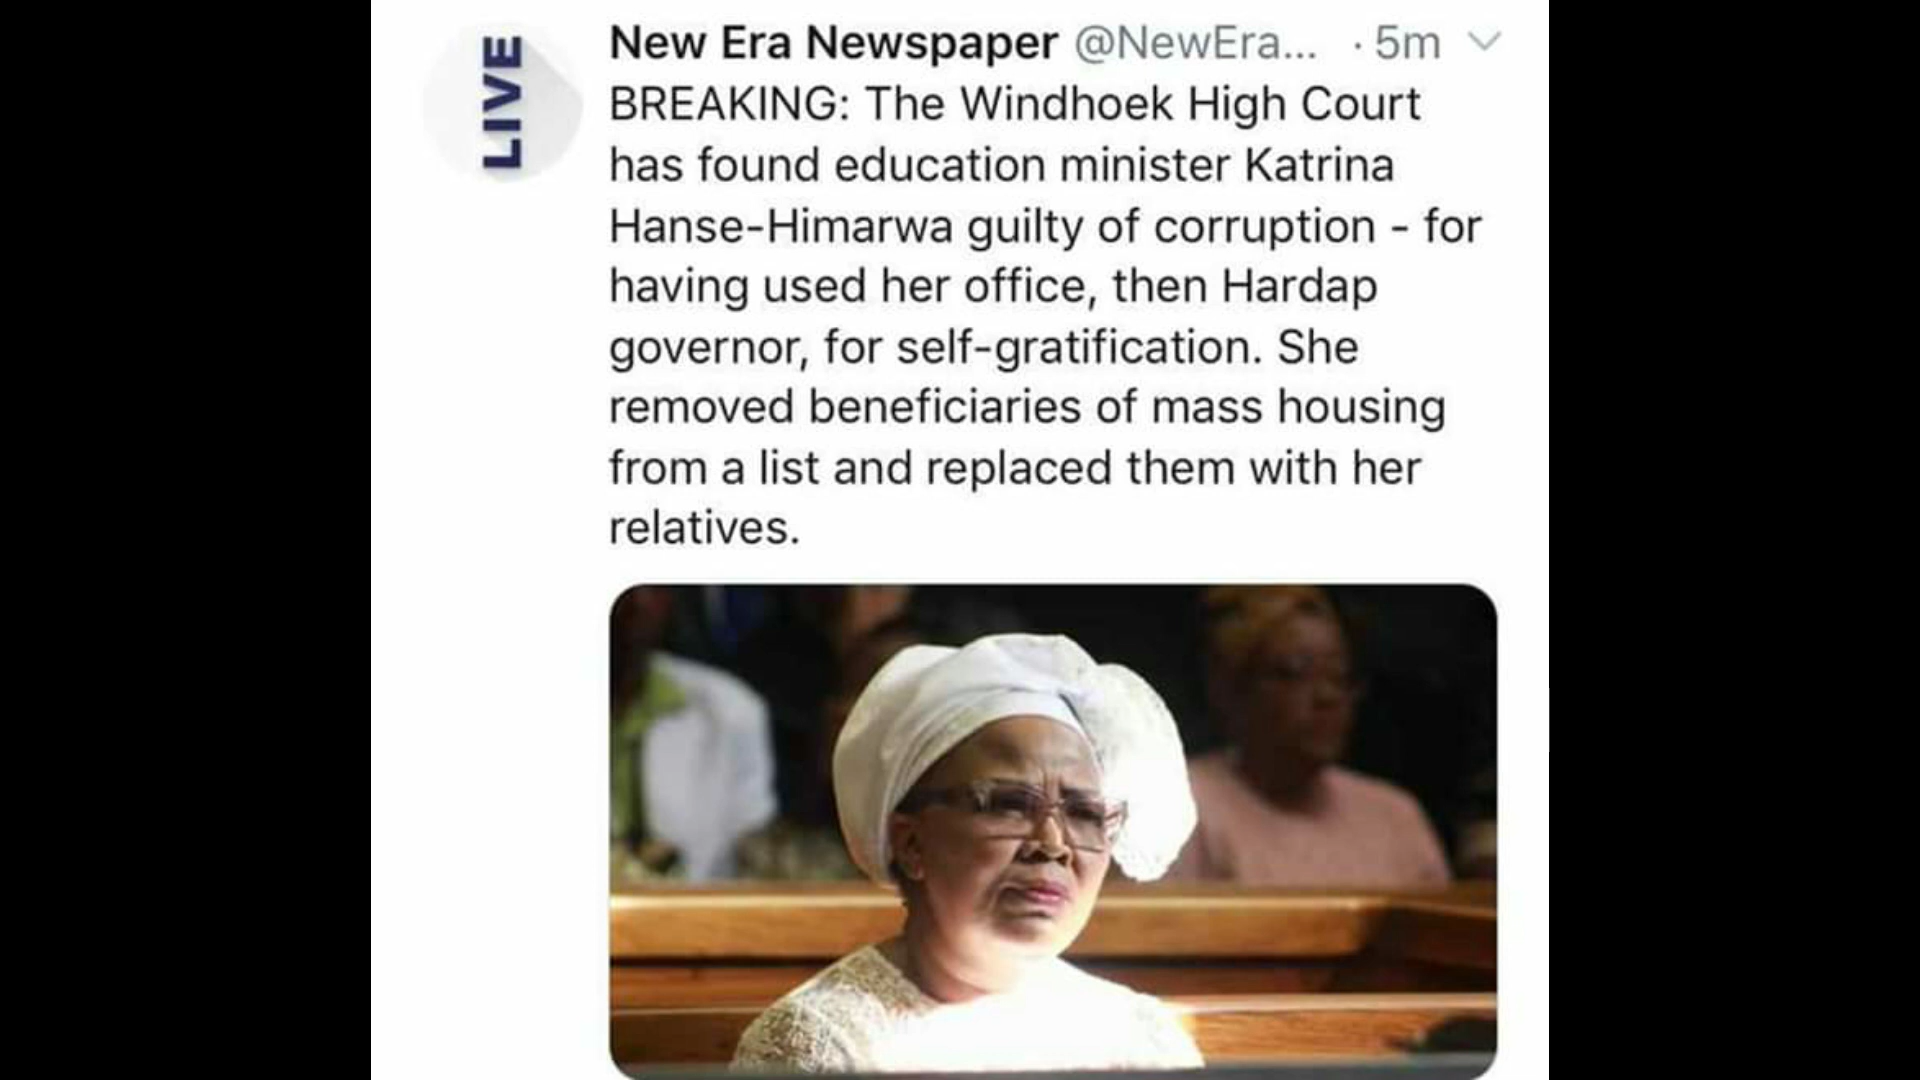 LIVE
New Era Newspaper @NewEra... · 5m
BREAKING: The Windhoek High Court
has found education minister Katrina
Hanse-Himarwa guilty of corruption - for
having used her office, then Hardap
governor, for self-gratification. She
removed beneficiaries of mass housing
from a list and replaced them with her
relatives.